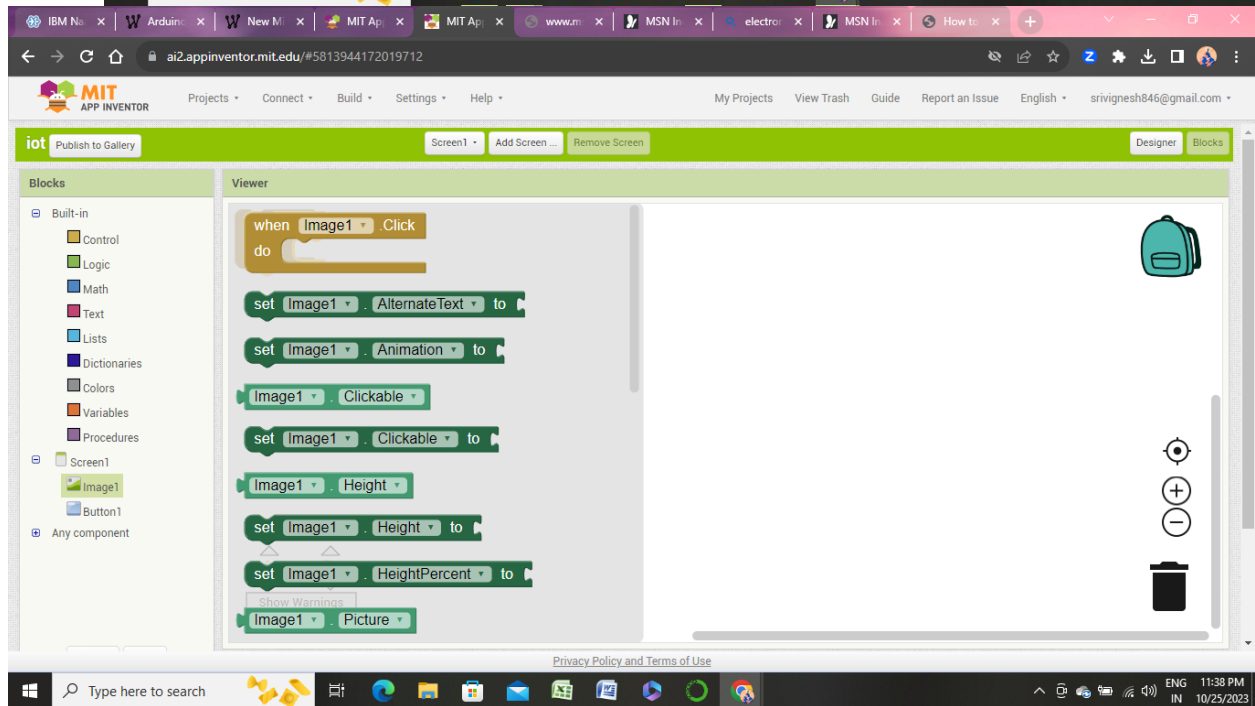 IBM Na
Arduino
New Mi
MIT Ap
MIT Ap
www.m
MSN In
electror
MSN In
How to
ai2.appinventor.mit.edu/#5813944172019712
MIT
APP INVENTOR
Projects
Connect
Build
Settings
Help
My Projects
View Trash
Guide
Report an Issue
English
srivignesh846@gmail.com
iot
Publish to Gallery
Screen1
Add Screen ...
Remove Screen
Designer
Blocks
Blocks
Viewer
Built-in
Control
Logic
Math
Text
Lists
Dictionaries
Colors
Variables
Procedures
Screen1
Image1
Button1
Any component
when Image1 .Click
do
set Image1 . AlternateText to
set Image1 . Animation to
Image1 . Clickable
set Image1 . Clickable to
Image1 . Height
set Image1 . Height to
set Image1 . HeightPercent to
Show Warnings
Image1 . Picture
Privacy Policy and Terms of Use
Type here to search
ENG
IN
11:38 PM
10/25/2023